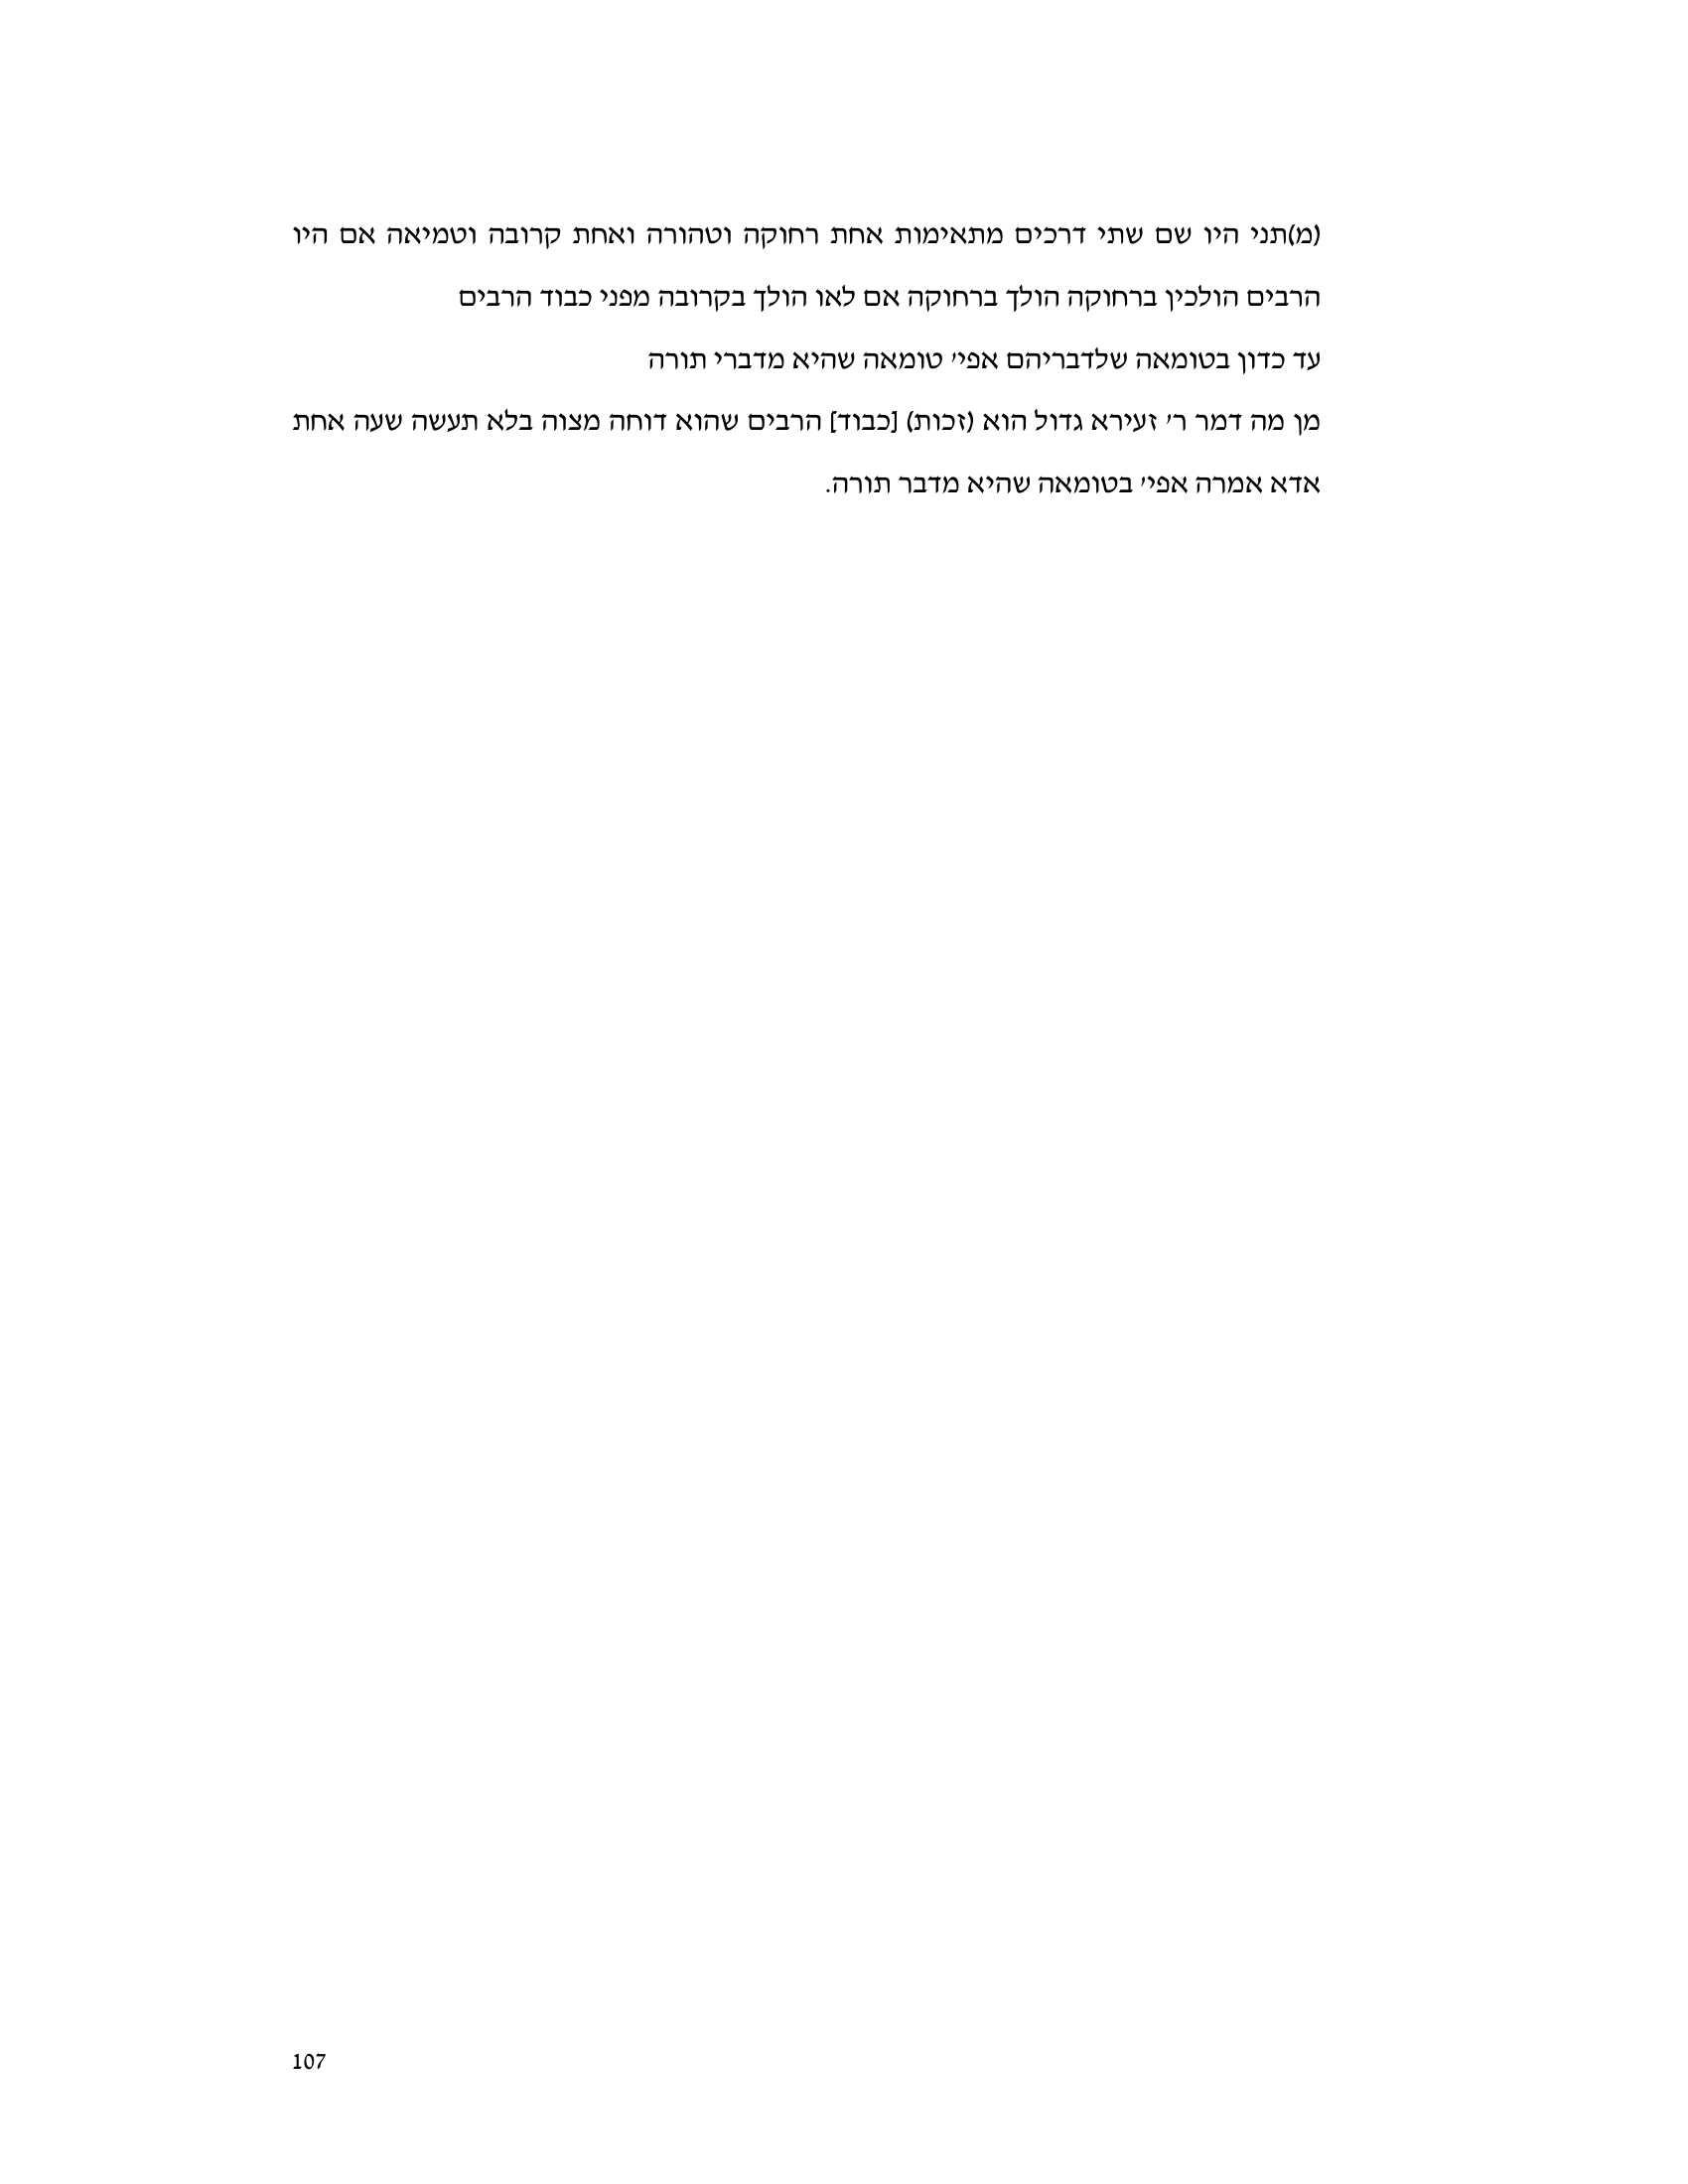 (מ)תני היו שם שתי דרכים מתאימות אחת רחוקה וטהורה ואחת קרובה וטמיאה אם היו
הרבים הולכין ברחוקה הולך ברחוקה אם לאו הולך בקרובה מפני כבוד הרבים
עד כדון בטומאה שלדבריהם אפי׳ טומאה שהיא מדברי תורה
מן מה דמר ר׳ זעירא גדול הוא (זכות) [כבוד] הרבים שהוא דוחה מצוה בלא תעשה שעה אחת
אדא אמרה אפי׳ בטומאה שהיא מדבר תורה.
107